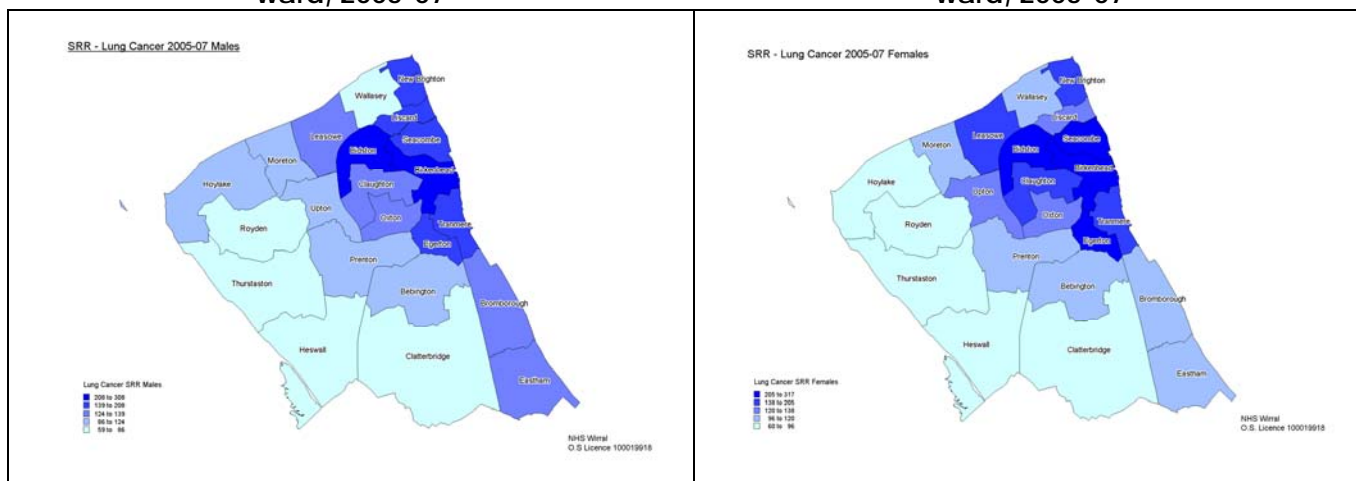 ward, 2005-07
ward, 2005-07
SRR - Lung Cancer 2005-07 Males
New Brighton
Wallasey
Liscard
Leasowe
Seacombe
Bidston
Moreton
Birkenhead
Claughton
Hoylake
Upton
Oxton
Tranmere
Royden
Egerton
Prenton
Thurstaston
Bebington
Bromborough
Heswall
Clatterbridge
Eastham
Lung Cancer SRR Males
208 to 308
139 to 208
124 to 139
86 to 124
59 to 86
NHS Wirral
O.S Licence 100019918
SRR - Lung Cancer 2005-07 Females
New Brighton
Wallasey
Liscard
Leasowe
Seacombe
Bidston
Moreton
Birkenhead
Claughton
Hoylake
Upton
Oxton
Tranmere
Royden
Egerton
Prenton
Thurstaston
Bebington
Bromborough
Heswall
Clatterbridge
Eastham
Lung Cancer SRR Females
205 to 317
138 to 205
120 to 138
96 to 120
60 to 96
NHS Wirral
O.S. Licence 100019918